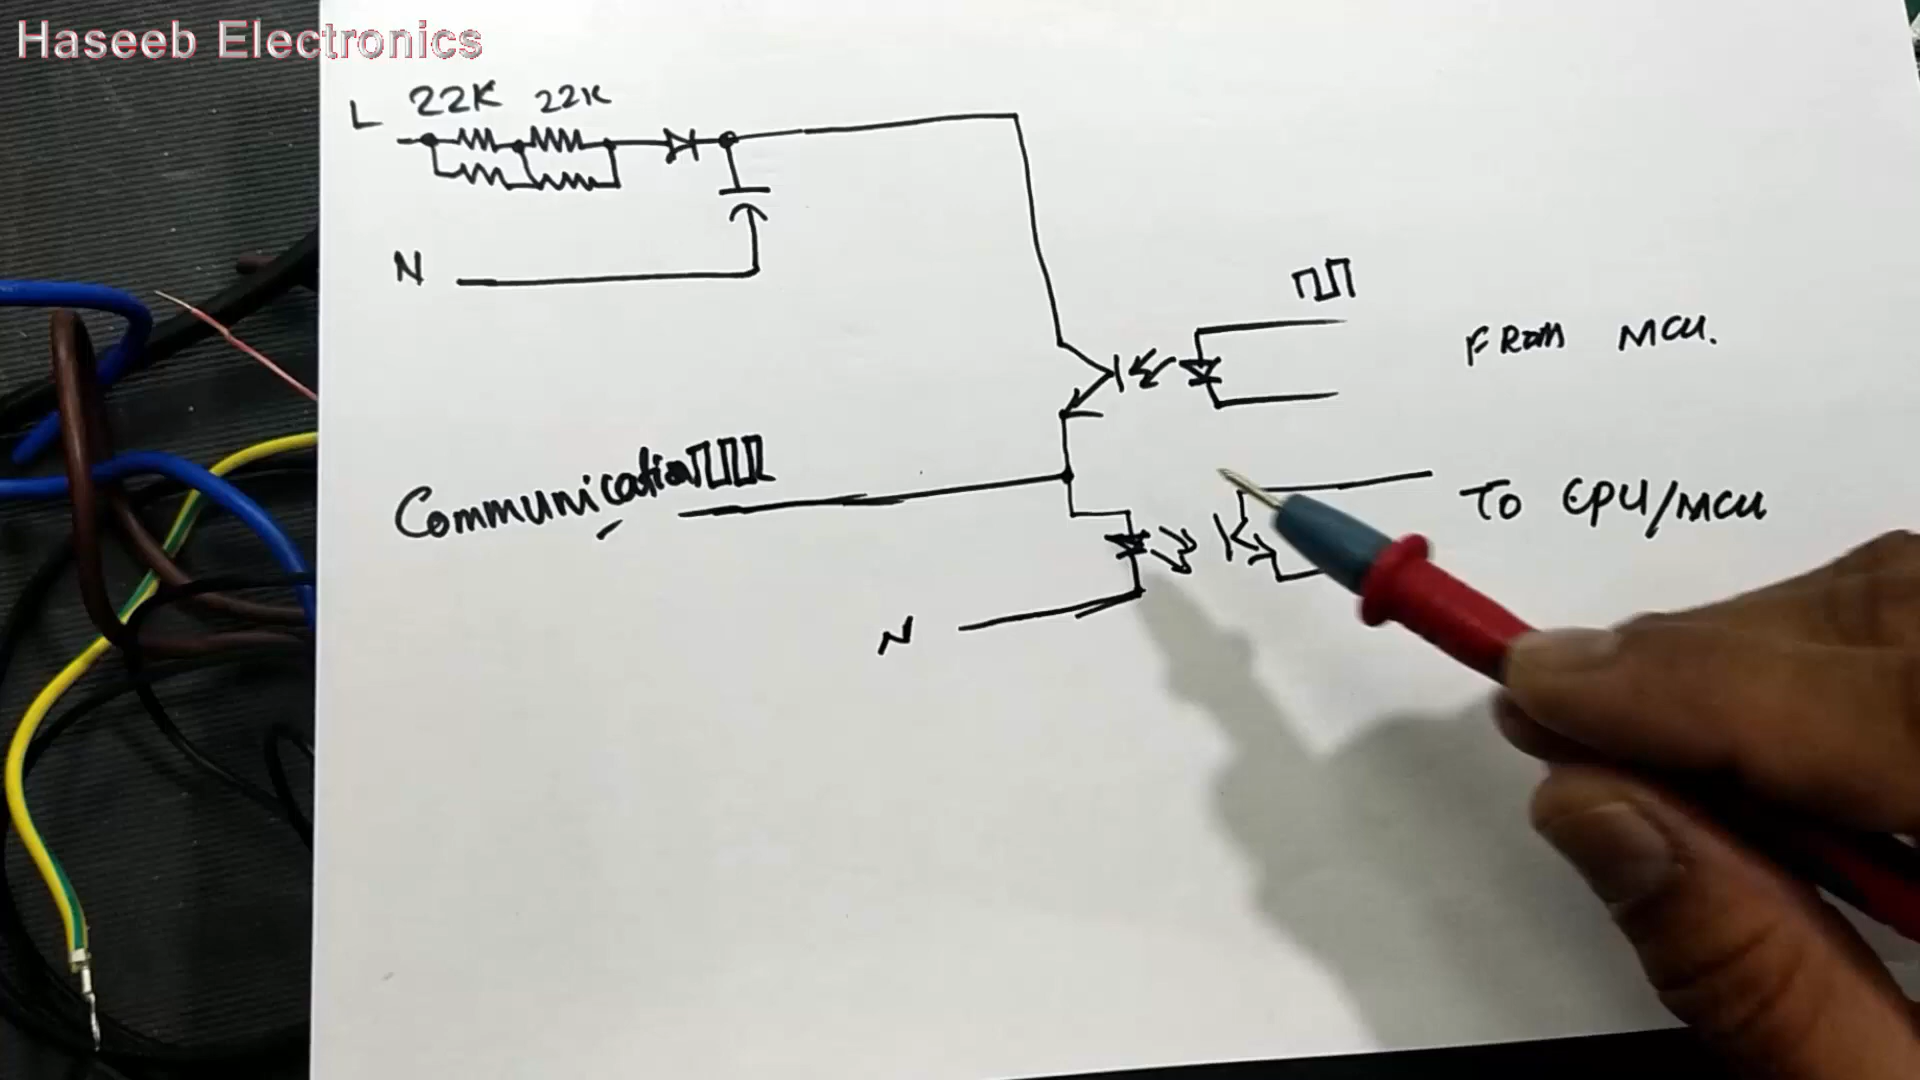 Haseeb Electronics
L 22K 22K
N
FROM MCU.
Communication
TO CPU/MCU
N